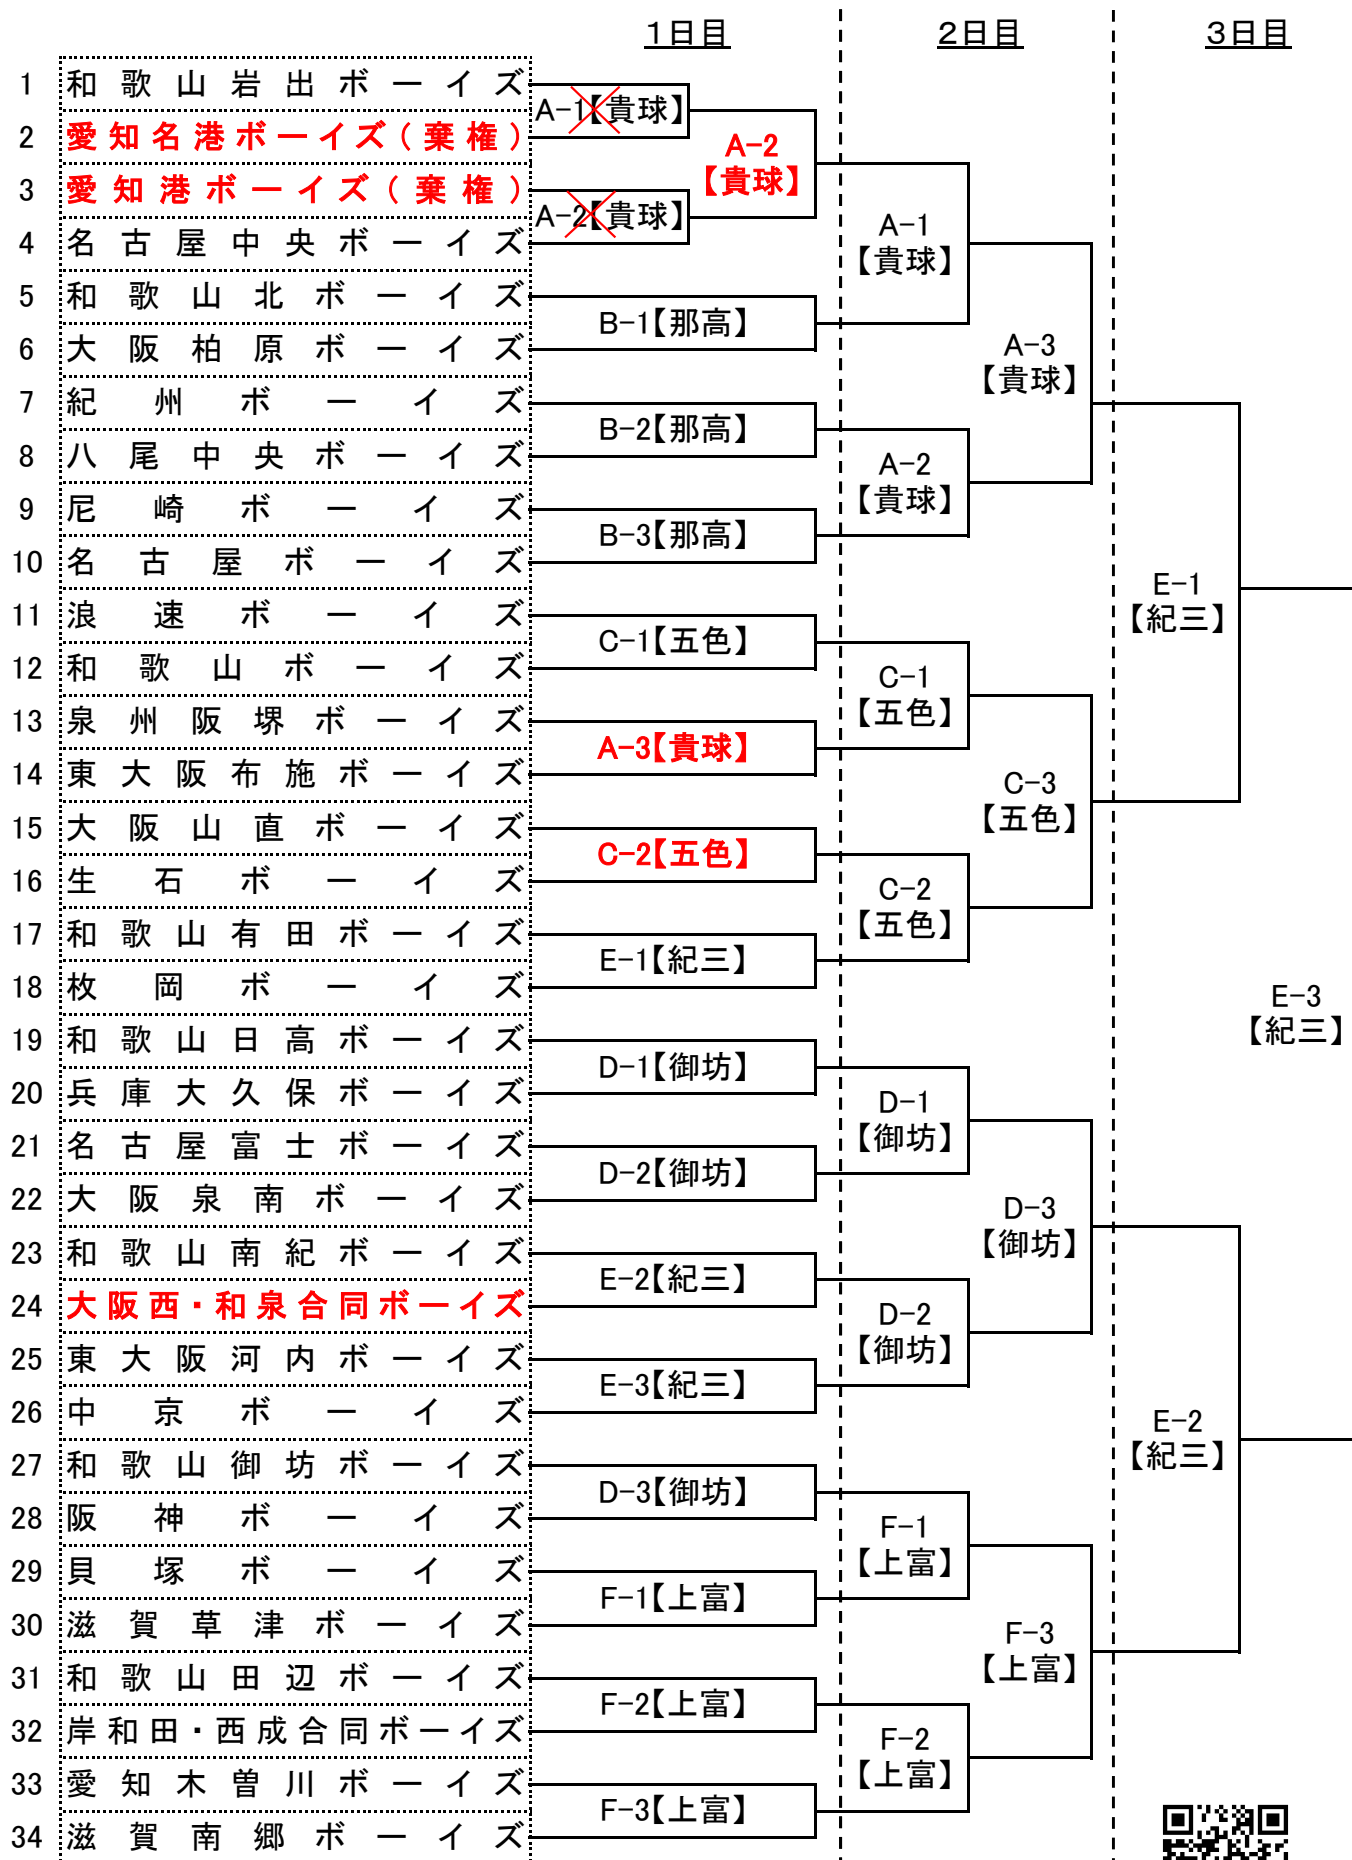 1日目
2日目
3日目
1 和歌山岩出ボーイズ
A-1【貴球】
2 愛知名港ボーイズ(棄権)
A-2
【貴球】
3 愛知港ボーイズ(棄権)
A-2【貴球】
4 名古屋中央ボーイズ
A-1
【貴球】
5 和歌山北ボーイズ
B-1【那高】
6 大阪柏原ボーイズ
A-3
【貴球】
7 紀州ボーイズ
B-2【那高】
8 八尾中央ボーイズ
A-2
【貴球】
9 尼崎ボーイズ
B-3【那高】
10 名古屋ボーイズ
E-1
【紀三】
11 浪速ボーイズ
C-1【五色】
12 和歌山ボーイズ
C-1
【五色】
13 泉州阪堺ボーイズ
A-3【貴球】
14 東大阪布施ボーイズ
C-3
【五色】
15 大阪山直ボーイズ
C-2【五色】
16 生石ボーイズ
C-2
【五色】
17 和歌山有田ボーイズ
E-1【紀三】
18 枚岡ボーイズ
E-3
【紀三】
19 和歌山日高ボーイズ
D-1【御坊】
20 兵庫大久保ボーイズ
D-1
【御坊】
21 名古屋富士ボーイズ
D-2【御坊】
22 大阪泉南ボーイズ
D-3
【御坊】
23 和歌山南紀ボーイズ
E-2【紀三】
24 大阪西・和泉合同ボーイズ
D-2
【御坊】
25 東大阪河内ボーイズ
E-3【紀三】
26 中京ボーイズ
E-2
【紀三】
27 和歌山御坊ボーイズ
D-3【御坊】
28 阪神ボーイズ
F-1
【上富】
29 貝塚ボーイズ
F-1【上富】
30 滋賀草津ボーイズ
F-3
【上富】
31 和歌山田辺ボーイズ
F-2【上富】
32 岸和田・西成合同ボーイズ
F-2
【上富】
33 愛知木曽川ボーイズ
F-3【上富】
34 滋賀南郷ボーイズ